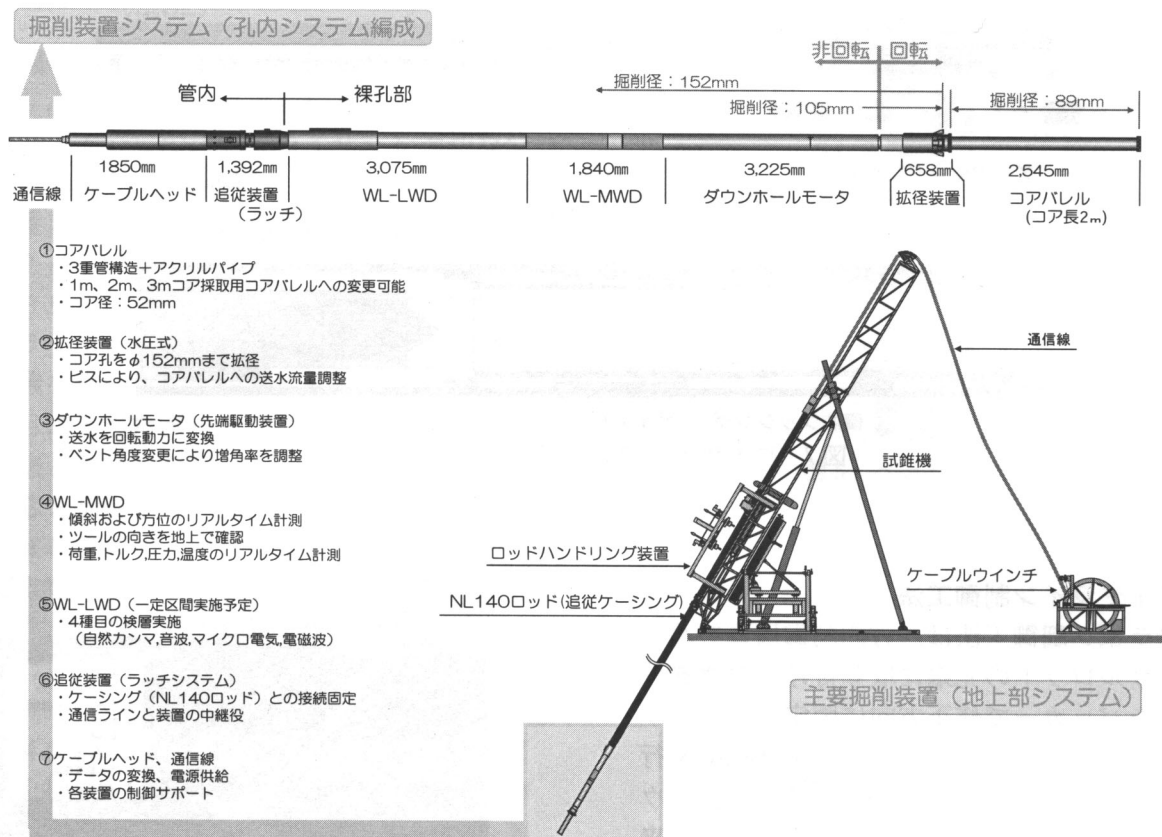 掘削装置システム（孔内システム編成）
非回転 回転
掘削径：152mm
管内 裸孔部
掘削径：105mm
掘削径：89mm
1850㎜ 1,392㎜ 3,075㎜ 1,840㎜ 3,225㎜ 658㎜ 2,545㎜
通信線 ケーブルヘッド 追従装置 WL-LWD WL-MWD ダウンホールモータ 拡径装置 コアバレル
（ラッチ） (コア長2m)
①コアバレル
・3重管構造＋アクリルパイプ
・1m、2m、3mコア採取用コアバレルへの変更可能
・コア径：52mm
②拡径装置（水圧式）
・コア孔をφ152mmまで拡径
・ビスにより、コアバレルへの送水流量調整
③ダウンホールモータ（先端駆動装置）
・送水を回転動力に変換
・ベント角度変更により増角率を調整
④WL-MWD
・傾斜および方位のリアルタイム計測
・ツールの向きを地上で確認
・荷重,トルク,圧力,温度のリアルタイム計測
⑤WL-LWD（一定区間実施予定）
・4種目の検層実施
（自然カンマ,音波,マイクロ電気,電磁波）
⑥追従装置（ラッチシステム）
・ケーシング（NL140ロッド）との接続固定
・通信ラインと装置の中継役
⑦ケーブルヘッド、通信線
・データの変換、電源供給
・各装置の制御サポート
通信線
試錐機
ロッドハンドリング装置
ケーブルウインチ
NL140ロッド(追従ケーシング)
主要掘削装置（地上部システム）